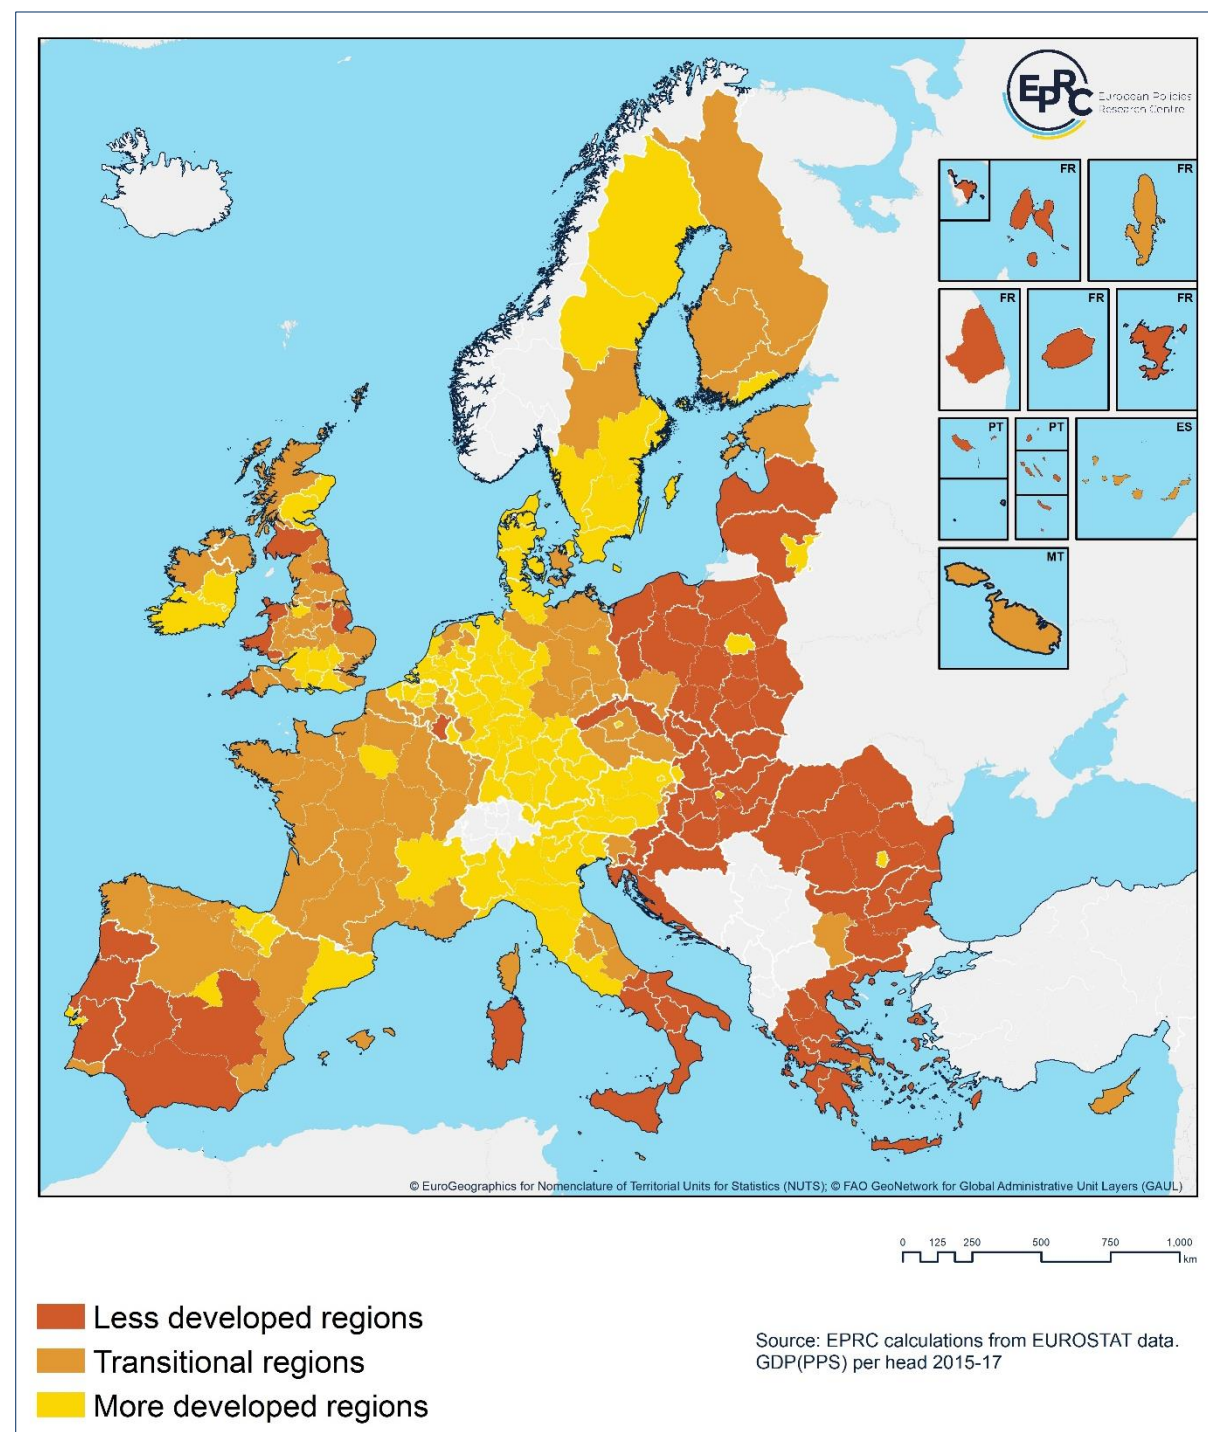 EPRC
European Policies
Research Centre
FR
FR
FR
FR
FR
PT
PT
ES
MT
© EuroGeographics for Nomenclature of Territorial Units for Statistics (NUTS); © FAO GeoNetwork for Global Administrative Unit Layers (GAUL)
0 125 250 500 750 1,000
km
Less developed regions
Transitional regions
More developed regions
Source: EPRC calculations from EUROSTAT data.
GDP(PPS) per head 2015-17